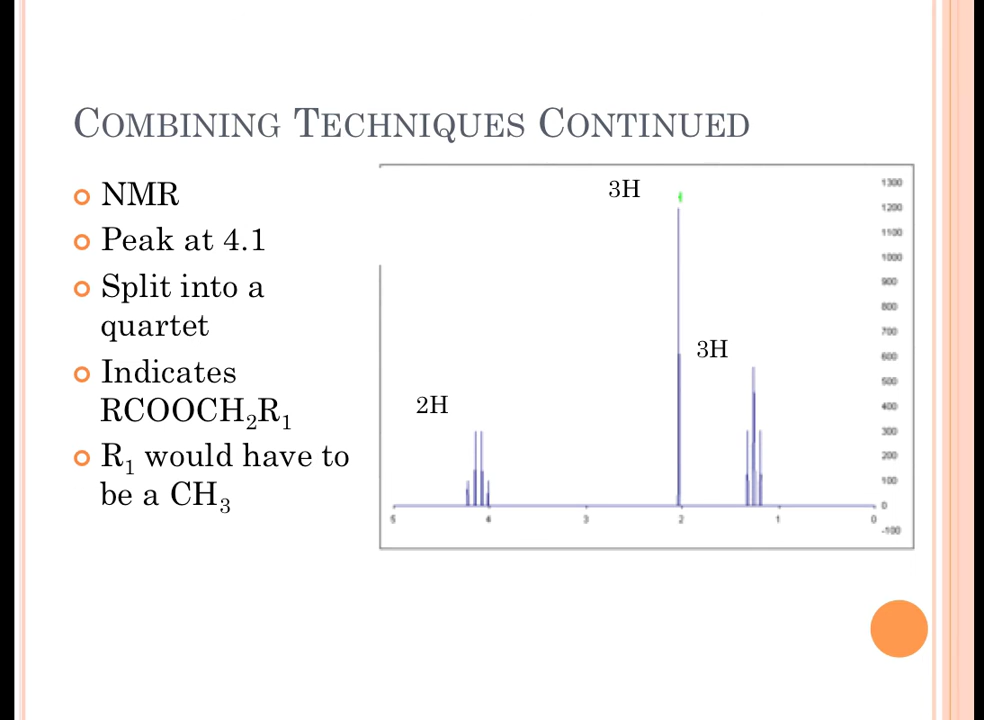 COMBINING TECHNIQUES CONTINUED
NMR
Peak at 4.1
Split into a
quartet
Indicates
RCOOCH₂R₁
R₁ would have to
be a CH₃
3H
3H
2H
1300
1200
1100
1000
900
800
700
600
500
400
300
200
100
0
-100
5 4 3 2 1 0